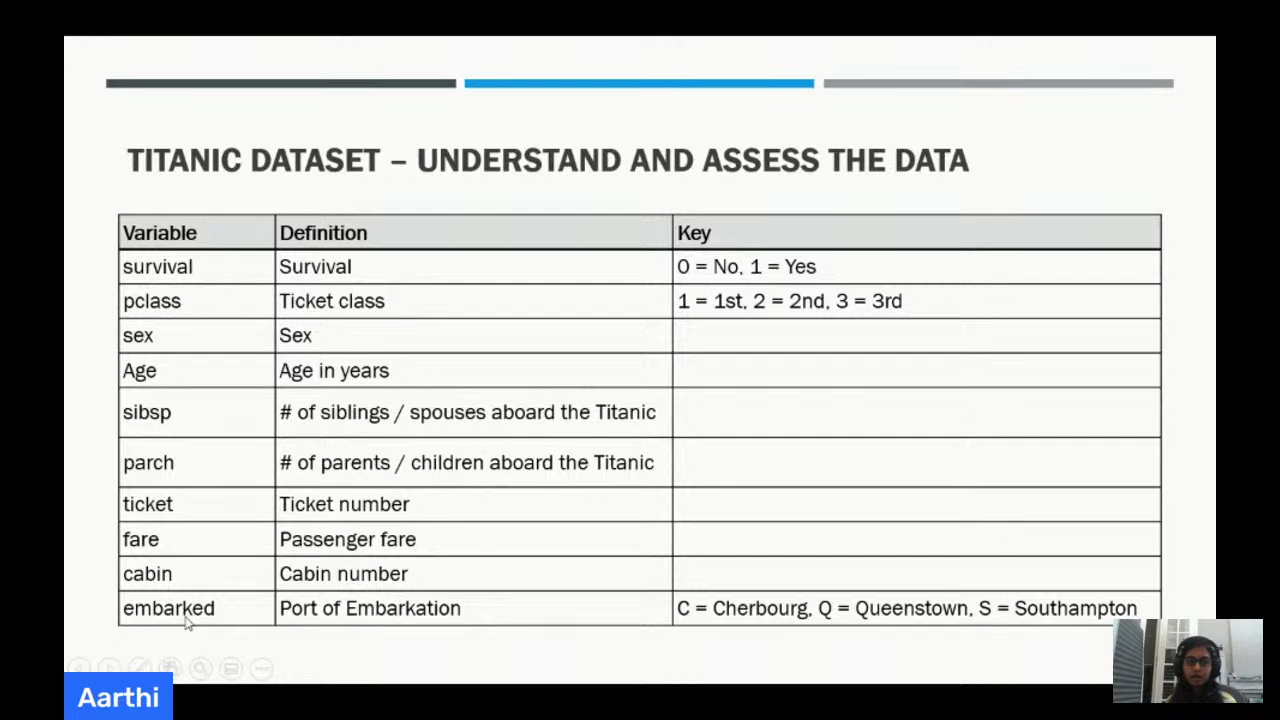 TITANIC DATASET – UNDERSTAND AND ASSESS THE DATA
Variable Definition Key
survival Survival 0 = No, 1 = Yes
pclass Ticket class 1 = 1st, 2 = 2nd, 3 = 3rd
sex Sex
Age Age in years
sibsp # of siblings / spouses aboard the Titanic
parch # of parents / children aboard the Titanic
ticket Ticket number
fare Passenger fare
cabin Cabin number
embarked Port of Embarkation C = Cherbourg, Q = Queenstown, S = Southampton
Aarthi